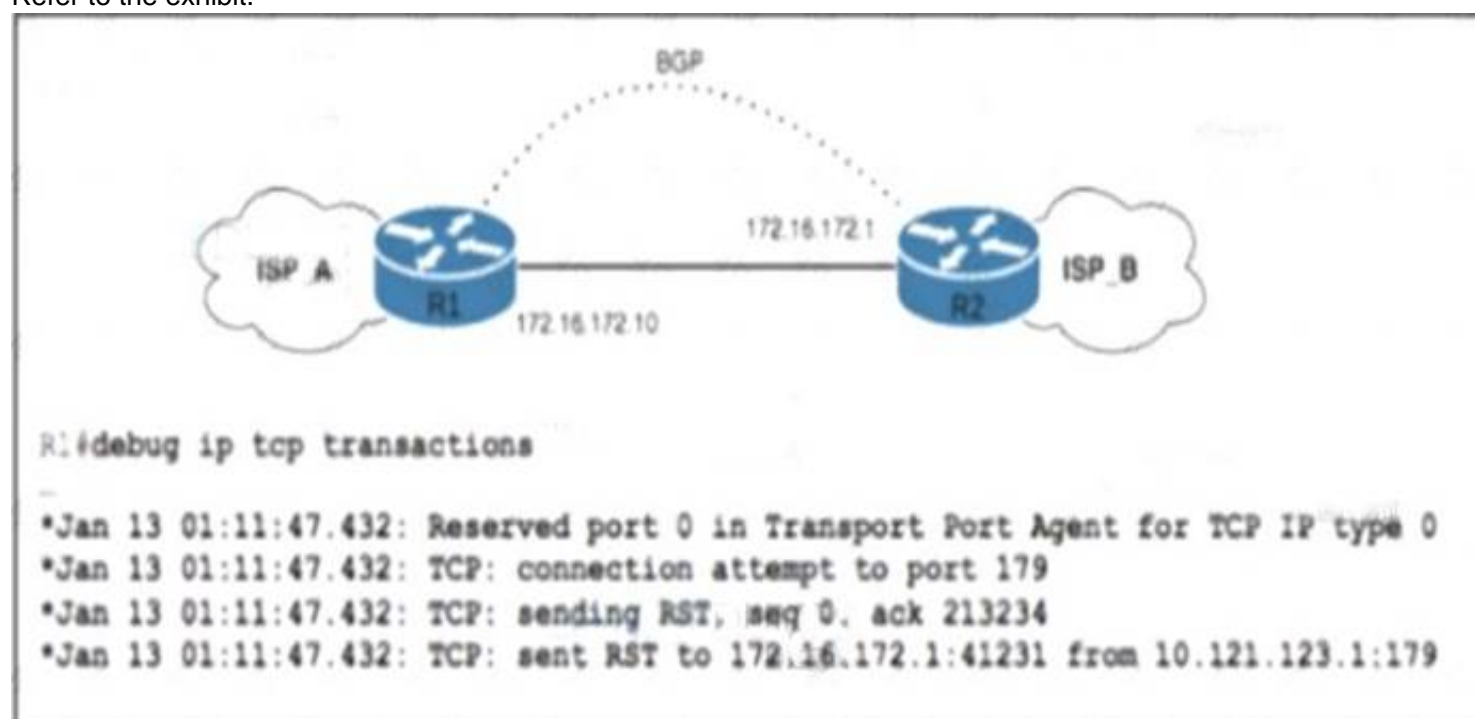 Refer to the exhibit.
BGP
172.16.172.1
ISP_A
ISP_B
R1
R2
172.16.172.10
R1#debug ip tcp transactions
*Jan 13 01:11:47.432: Reserved port 0 in Transport Port Agent for TCP IP type 0
*Jan 13 01:11:47.432: TCP: connection attempt to port 179
*Jan 13 01:11:47.432: TCP: sending RST, seq 0, ack 213234
*Jan 13 01:11:47.432: TCP: sent RST to 172.16.172.1:41231 from 10.121.123.1:179